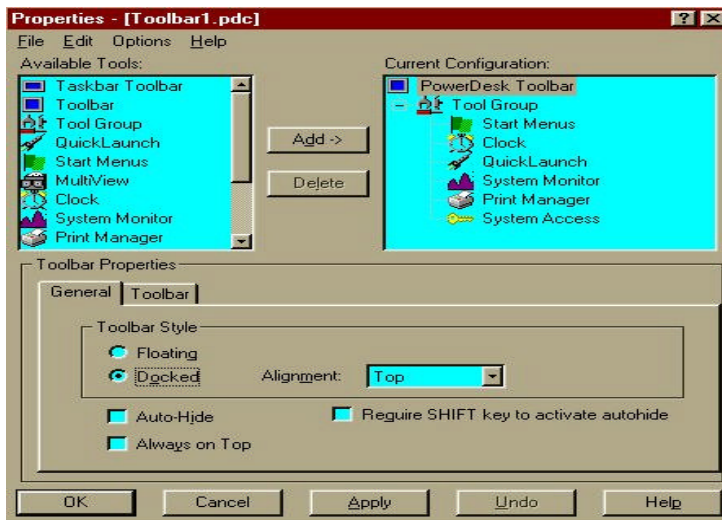 Properties - [Toolbar1.pdc]
File Edit Options Help
Available Tools:
Taskbar Toolbar
Toolbar
Tool Group
QuickLaunch
Start Menus
MultiView
Clock
System Monitor
Print Manager
Add ->
Delete
Current Configuration:
PowerDesk Toolbar
Tool Group
Start Menus
Clock
QuickLaunch
System Monitor
Print Manager
System Access
Toolbar Properties
General Toolbar
Toolbar Style
Floating
Docked
Alignment: Top
Auto-Hide
Require SHIFT key to activate autohide
Always on Top
OK Cancel Apply Undo Help